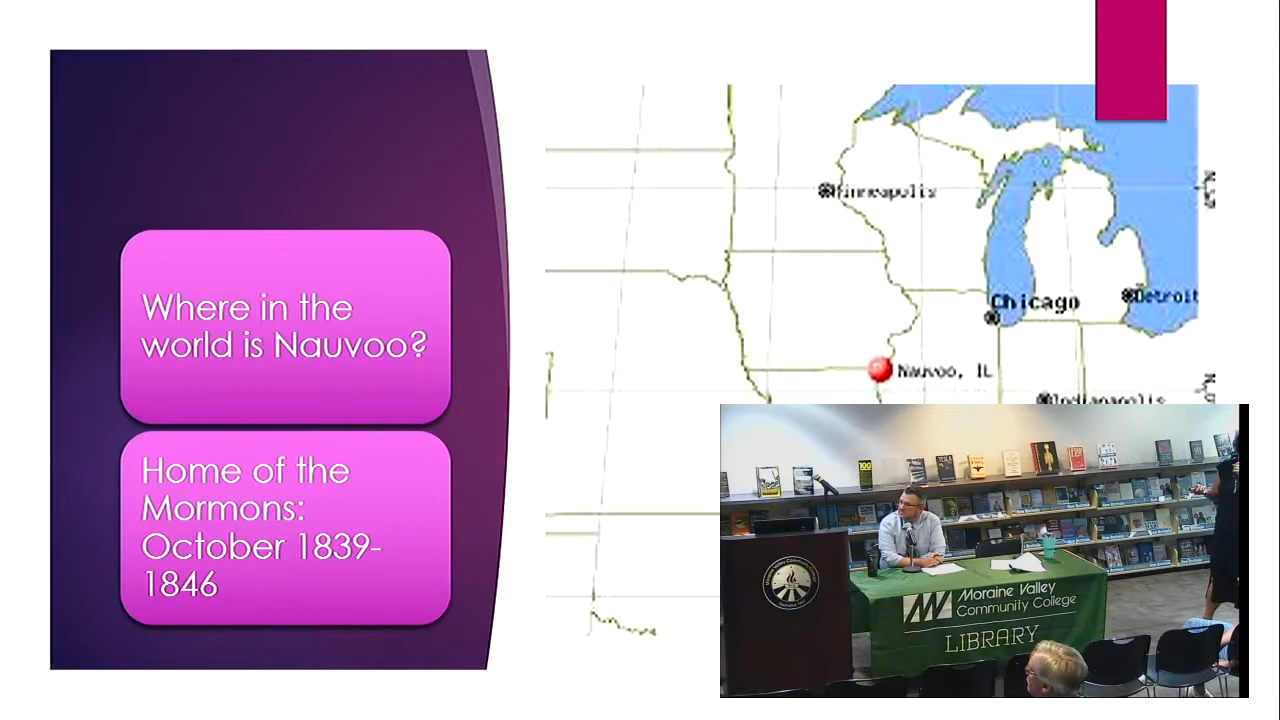 Where in the
world is Nauvoo?
Home of the
Mormons:
October 1839-
1846
Minneapolis
Chicago
Detroit
Nauvoo, IL
Indianapolis
Moraine Valley
Community College
LIBRARY